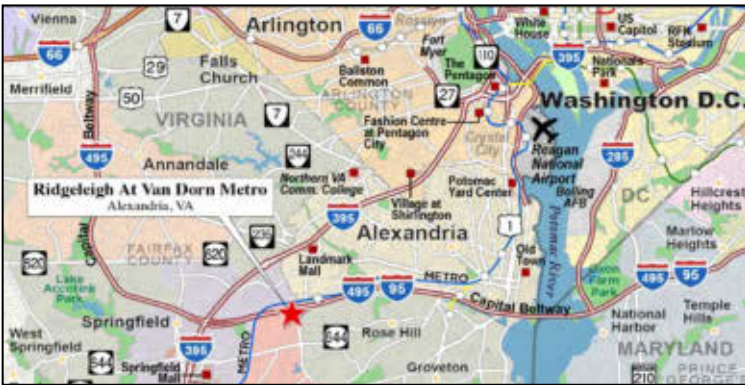 Vienna
66
Merrifield
29
50
7
Falls
Church
Arlington
66
Rosslyn
Fort
Myer
110
White
House
395
US
Capitol
RFK
Stadium
Ballston
Common
The
Pentagon
National's
Park
ARLINGTON
COUNTY
27
Washington D.C.
VIRGINIA
7
Fashion Centre
at Pentagon
City
Crystal
City
Reagan
National
Airport
Beltway
495
Annandale
244
Northern VA
Comm. College
Potomac
Yard Center
Bolling
AFB
295
DC
Hillcrest
Heights
Ridgeleigh At Van Dorn Metro
Alexandria, VA
Village at
Shirlington
395
Alexandria
1
Potomac River
Marlow
Heights
Capital
FAIRFAX
COUNTY
620
236
620
Landmark
Mall
Old
Town
Lake
Accotink
Park
495
95
METRO
Capital Beltway
Farm
Park
495
95
Springfield
West
Springfield
644
395
Springfield
Mall
METRO
644
Rose Hill
Groveton
National
Harbor
Temple
Hills
MARYLAND
210
PRINCE
GEORGE'S